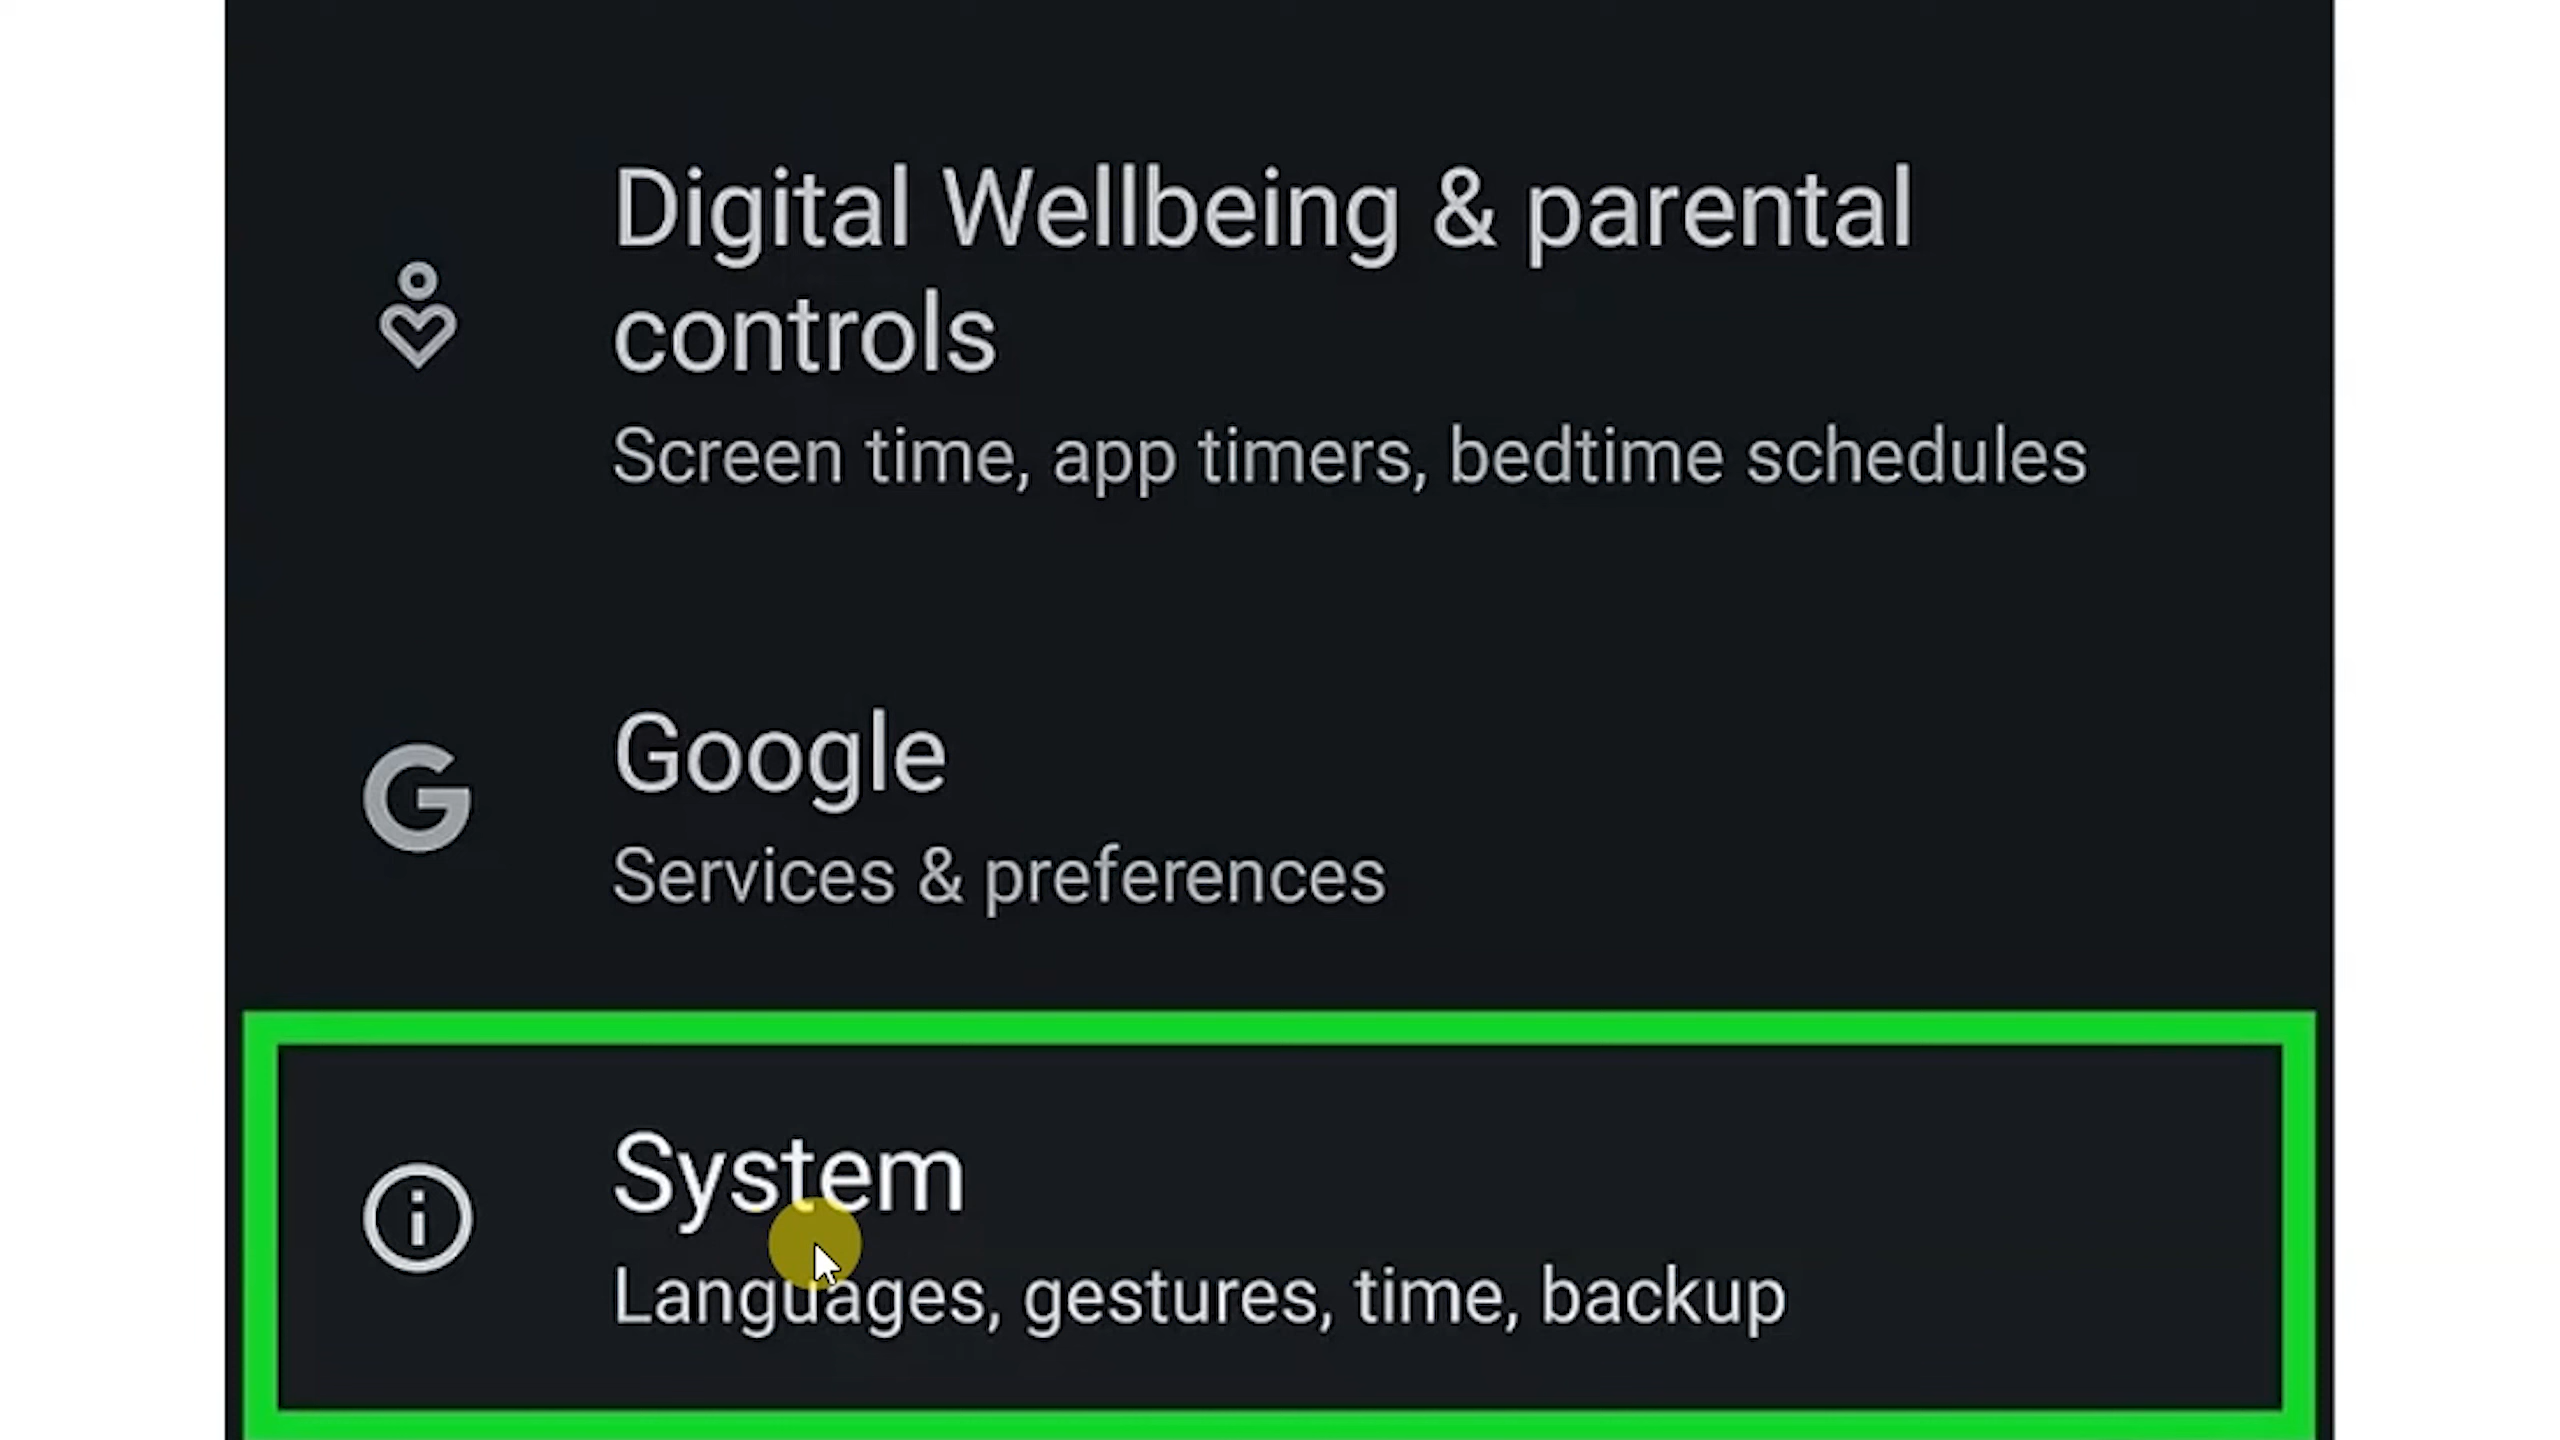 Digital Wellbeing & parental
controls
Screen time, app timers, bedtime schedules
Google
Services & preferences
System
Languages, gestures, time, backup